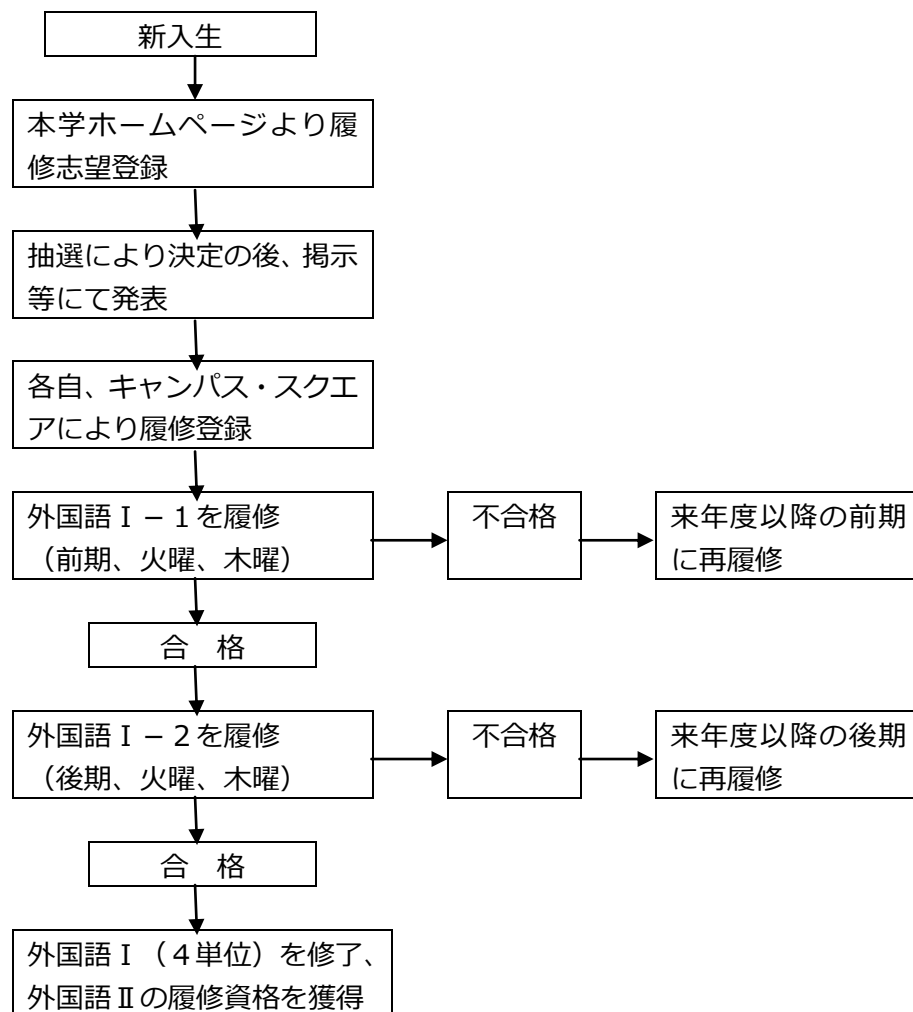 新入生
本学ホームページより履
修志望登録
抽選により決定の後、掲示
等にて発表
各自、キャンパス・スクエ
アにより履修登録
外国語Ⅰ－１を履修
（前期、火曜、木曜）
不合格
来年度以降の前期
に再履修
合　格
外国語Ⅰ－２を履修
（後期、火曜、木曜）
不合格
来年度以降の後期
に再履修
合　格
外国語Ⅰ（４単位）を修了、
外国語Ⅱの履修資格を獲得